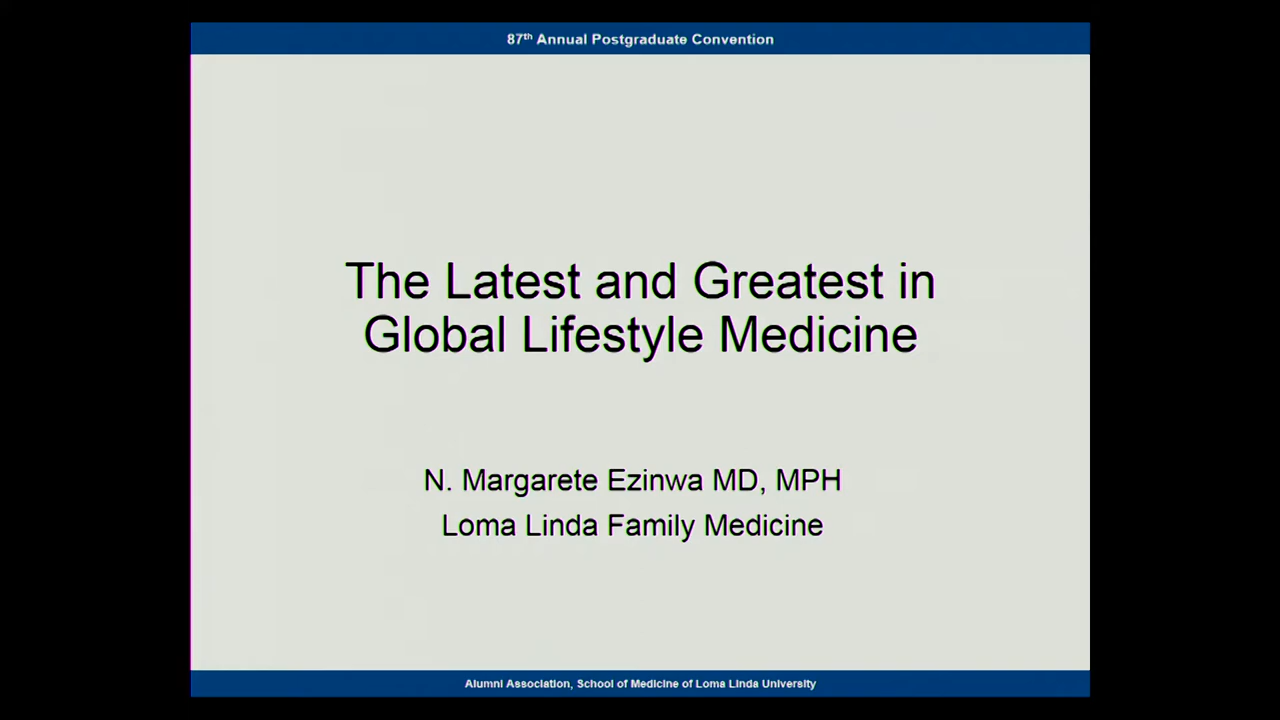 87th Annual Postgraduate Convention
The Latest and Greatest in
Global Lifestyle Medicine
N. Margarete Ezinwa MD, MPH
Loma Linda Family Medicine
Alumni Association, School of Medicine of Loma Linda University